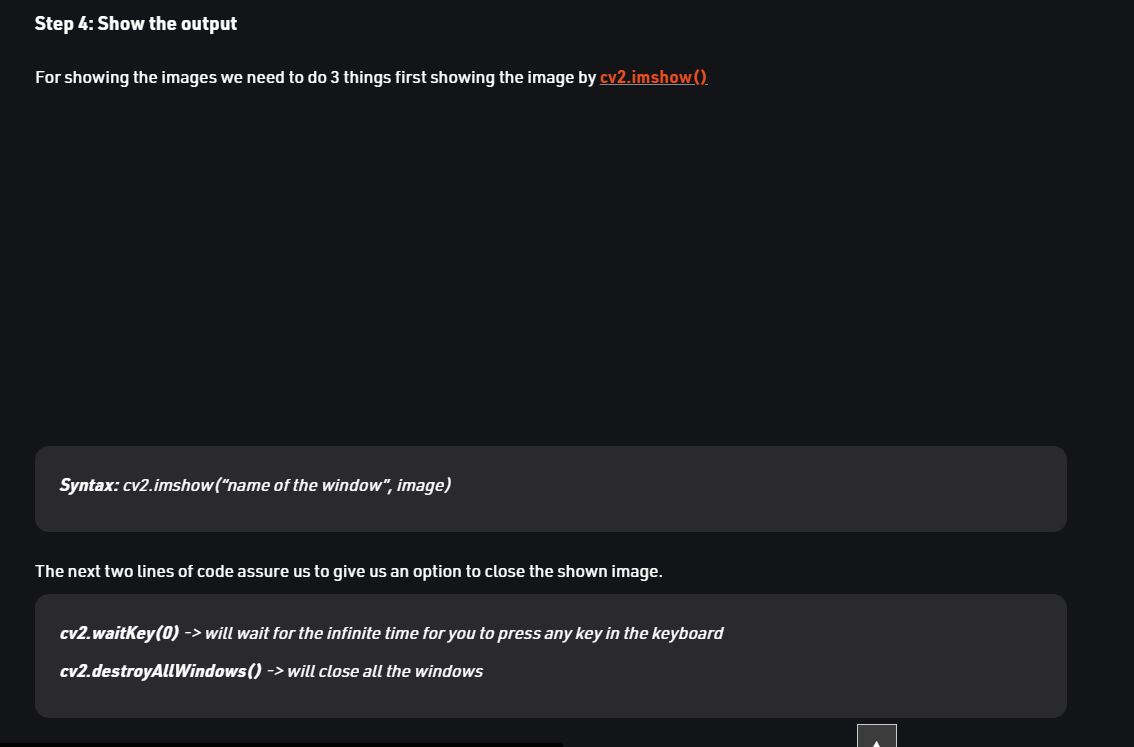 Step 4: Show the output
For showing the images we need to do 3 things first showing the image by cv2.imshow()
Syntax: cv2.imshow(“name of the window”, image)
The next two lines of code assure us to give us an option to close the shown image.
cv2.waitKey(0) -> will wait for the infinite time for you to press any key in the keyboard
cv2.destroyAllWindows() -> will close all the windows